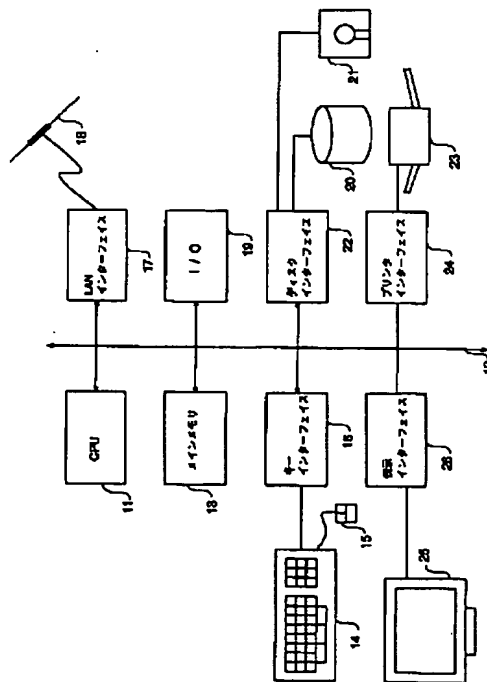 25
14
15
表示
インターフェイス
26
キー
インターフェイス
16
メインメモリ
13
CPU
11
プリンタ
インターフェイス
24
ディスク
インターフェイス
22
I/O
19
LAN
インターフェイス
17
23
20
21
18